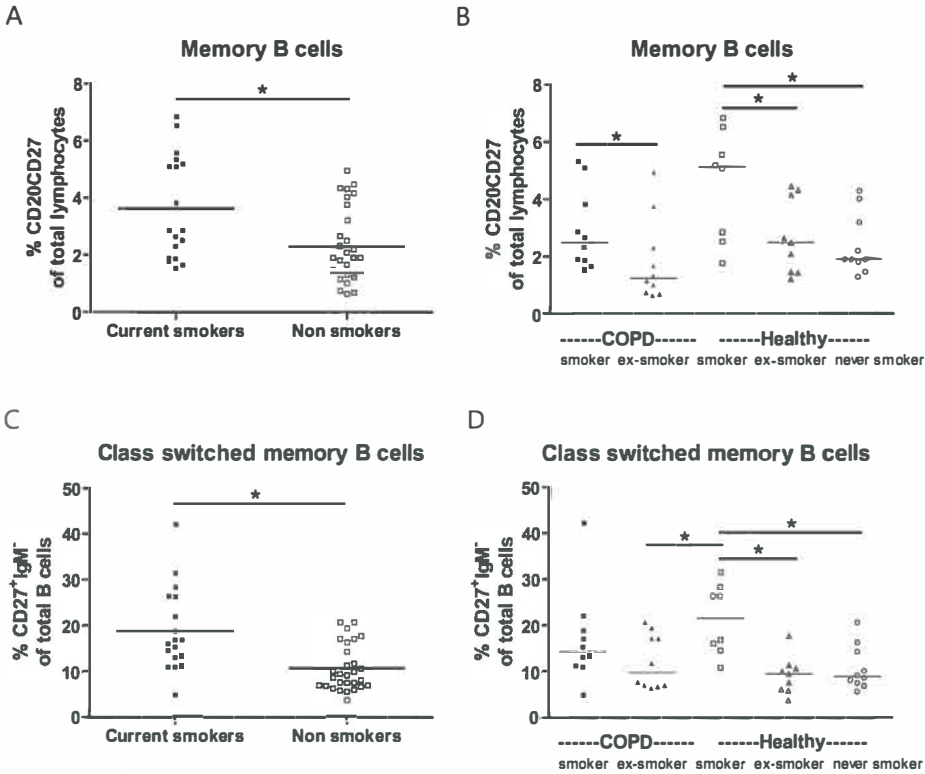 A
Memory B cells
% CD20CD27
of total lymphocytes
8
6
4
2
0
*
Current smokers
Non smokers
B
Memory B cells
% CD20CD27
of total lymphocytes
8
6
4
2
0
*
*
*
------COPD------
------Healthy------
smoker
ex-smoker
smoker
ex-smoker
never smoker
C
Class switched memory B cells
% CD27⁺IgM⁻
of total B cells
50
40
30
20
10
0
*
Current smokers
Non smokers
D
Class switched memory B cells
% CD27⁺IgM⁻
of total B cells
50
40
30
20
10
0
*
*
*
------COPD------
------Healthy------
smoker
ex-smoker
smoker
ex-smoker
never smoker